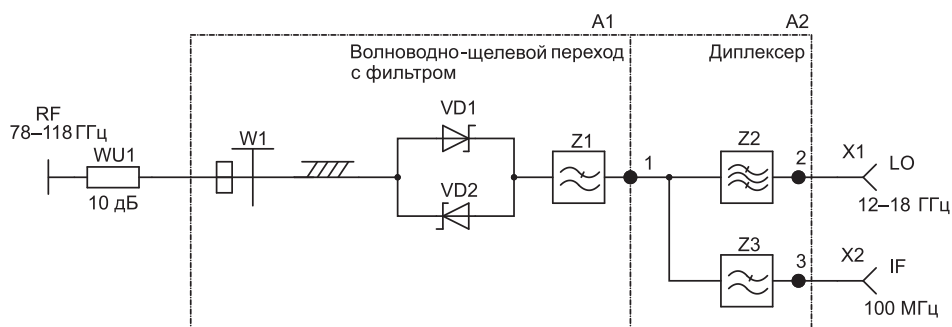 A1
A2
Волноводно-щелевой переход
с фильтром
Диплексер
RF
78–118 ГГц
WU1
10 дБ
W1
VD1
VD2
Z1
1
Z2
2
X1
LO
12–18 ГГц
Z3
3
X2
IF
100 МГц